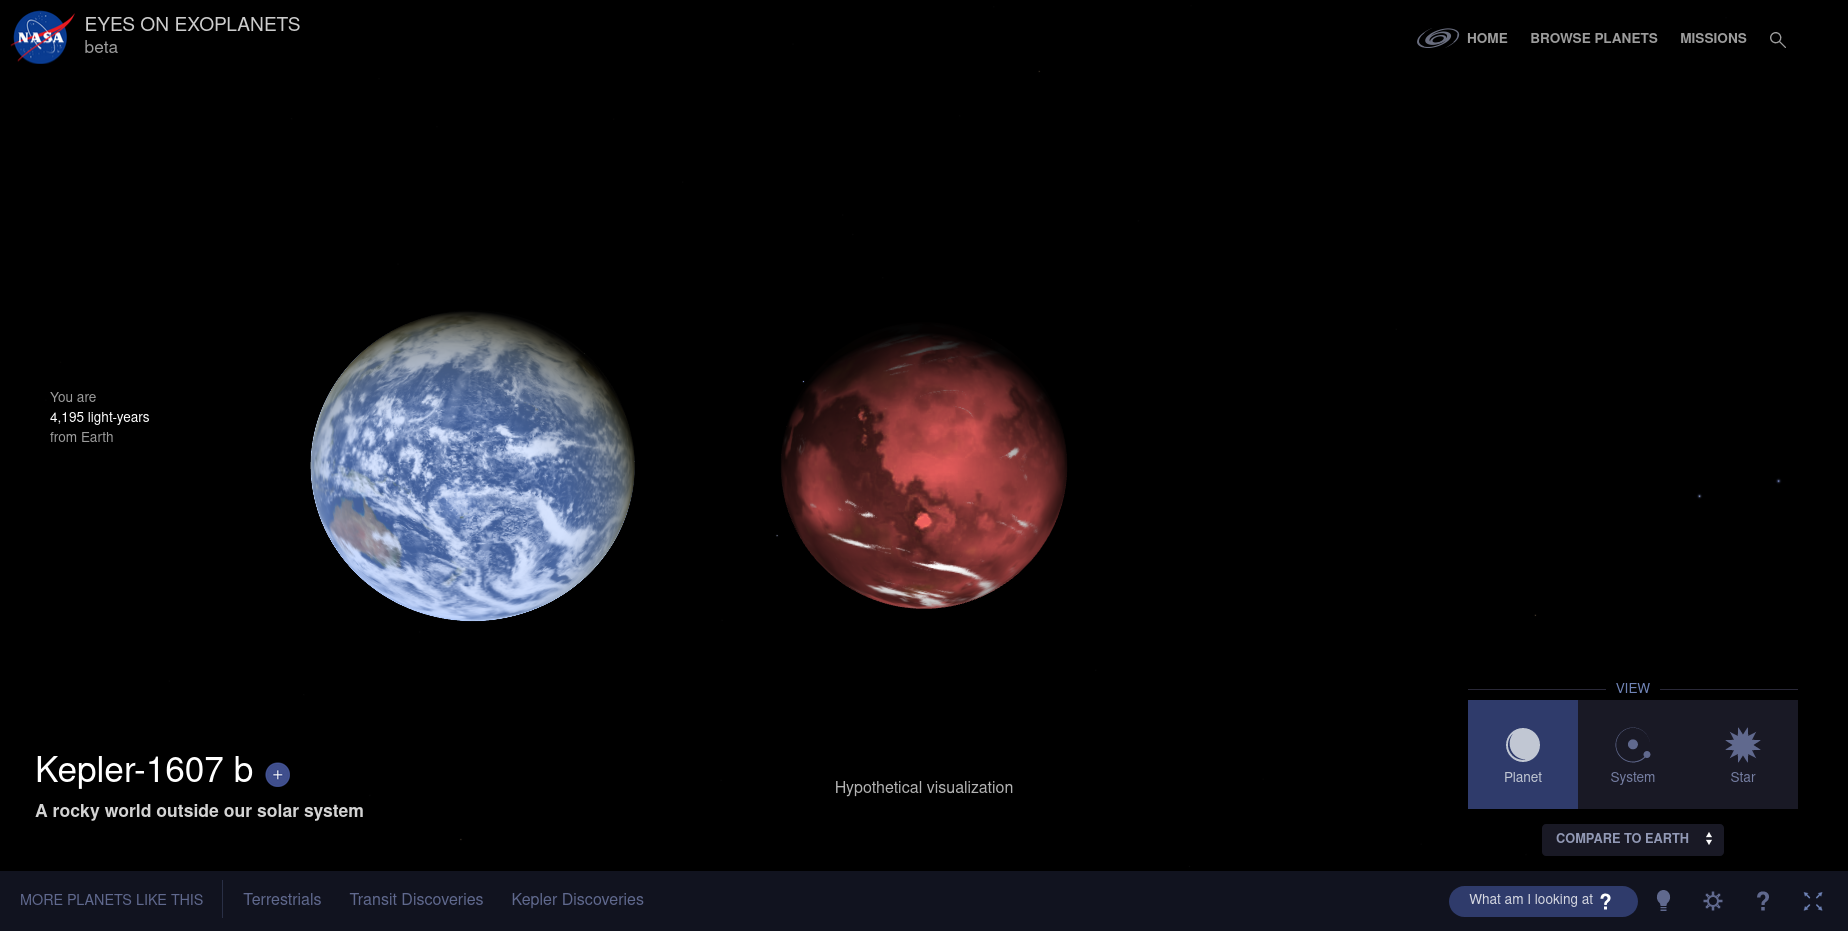 NASA
EYES ON EXOPLANETS
beta
HOME
BROWSE PLANETS
MISSIONS
You are
4,195 light-years
from Earth
VIEW
Planet
System
Star
Kepler-1607 b +
A rocky world outside our solar system
Hypothetical visualization
COMPARE TO EARTH
MORE PLANETS LIKE THIS
Terrestrials
Transit Discoveries
Kepler Discoveries
What am I looking at ?
?